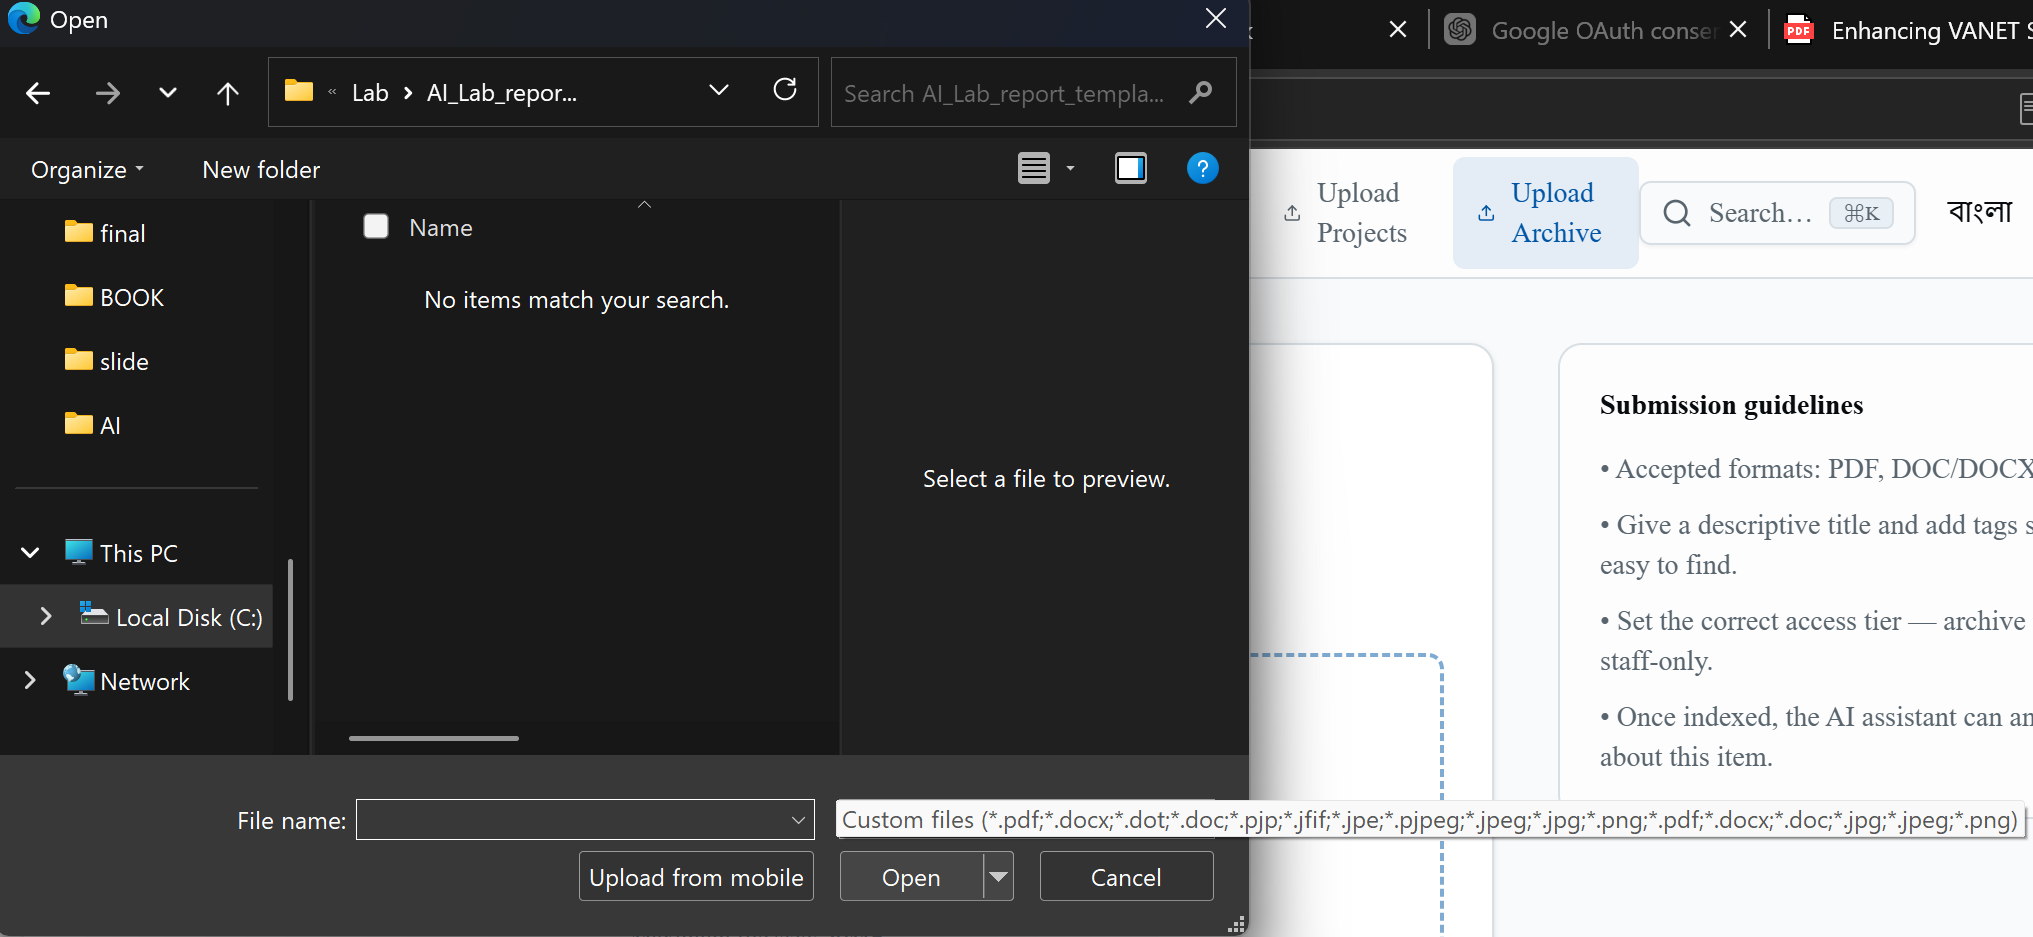 Open
Google OAuth conser
Enhancing VANET S
« Lab > AI_Lab_repor...
Search AI_Lab_report_templa...
Organize
New folder
?
Upload
Projects
Upload
Archive
Search...
⌘K
বাংলা
final
BOOK
slide
AI
This PC
Local Disk (C:)
Network
Name
No items match your search.
Select a file to preview.
Submission guidelines
• Accepted formats: PDF, DOC/DOCX
• Give a descriptive title and add tags s
easy to find.
• Set the correct access tier — archive
staff-only.
• Once indexed, the AI assistant can an
about this item.
File name:
Custom files (*.pdf;*.docx;*.dot;*.doc;*.pjp;*.jfif;*.jpe;*.pjpeg;*.jpeg;*.jpg;*.png;*.pdf;*.docx;*.doc;*.jpg;*.jpeg;*.png)
Upload from mobile
Open
Cancel